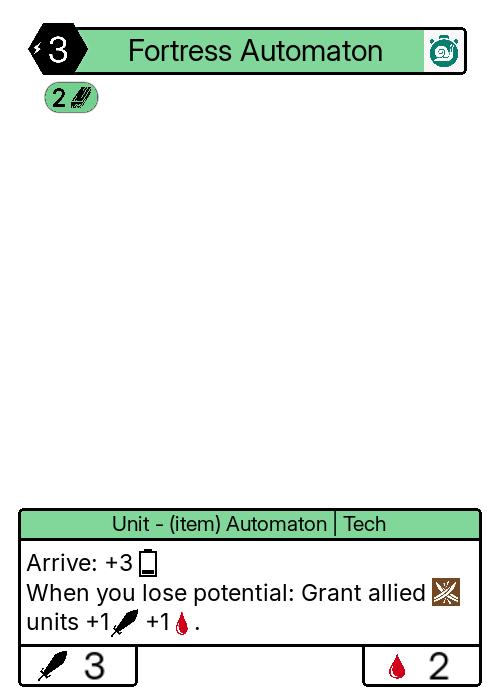 3 Fortress Automaton
2
Unit - (item) Automaton | Tech
Arrive: +3
When you lose potential: Grant allied
units +1 +1 .
3 2